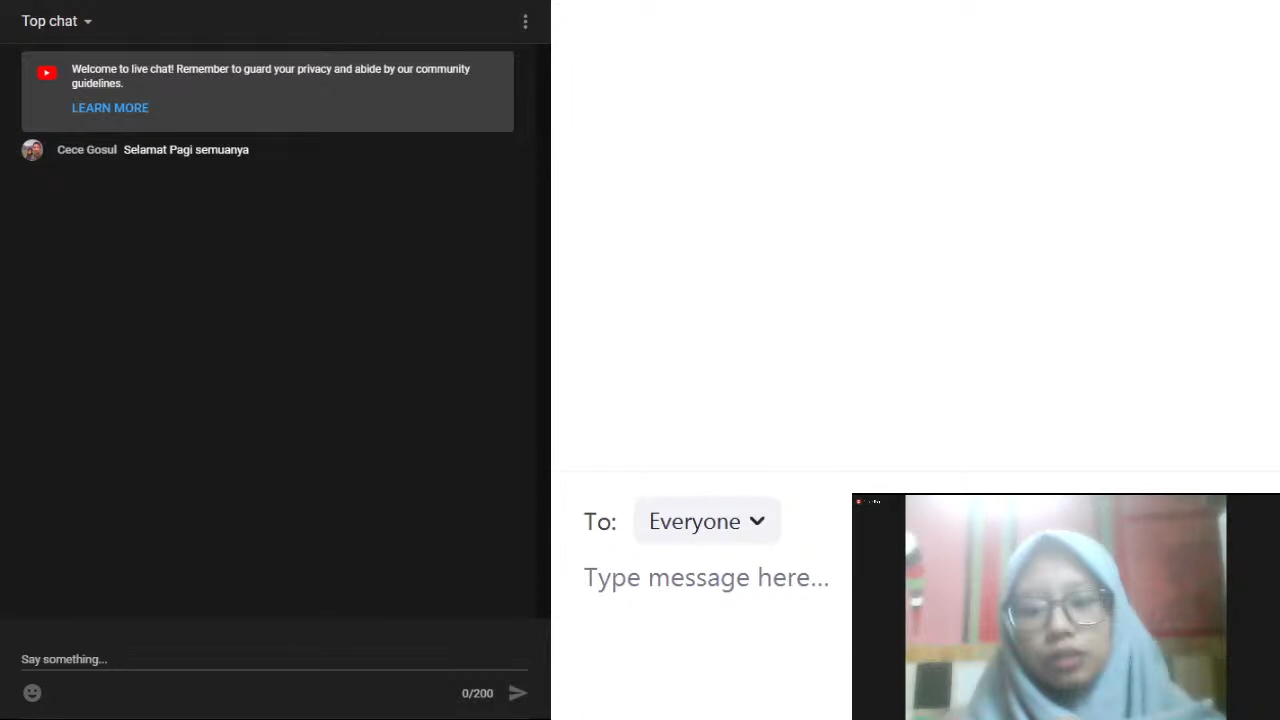 Top chat
Welcome to live chat! Remember to guard your privacy and abide by our community
guidelines.
LEARN MORE
Cece Gosul Selamat Pagi semuanya
To: Everyone
Type message here...
Say something...
0/200